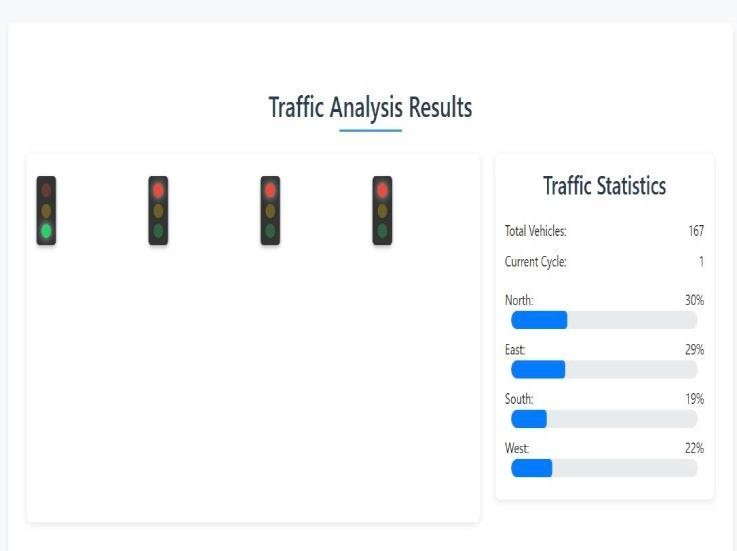 Traffic Analysis Results
Traffic Statistics
Total Vehicles: 167
Current Cycle: 1
North: 30%
East: 29%
South: 19%
West: 22%